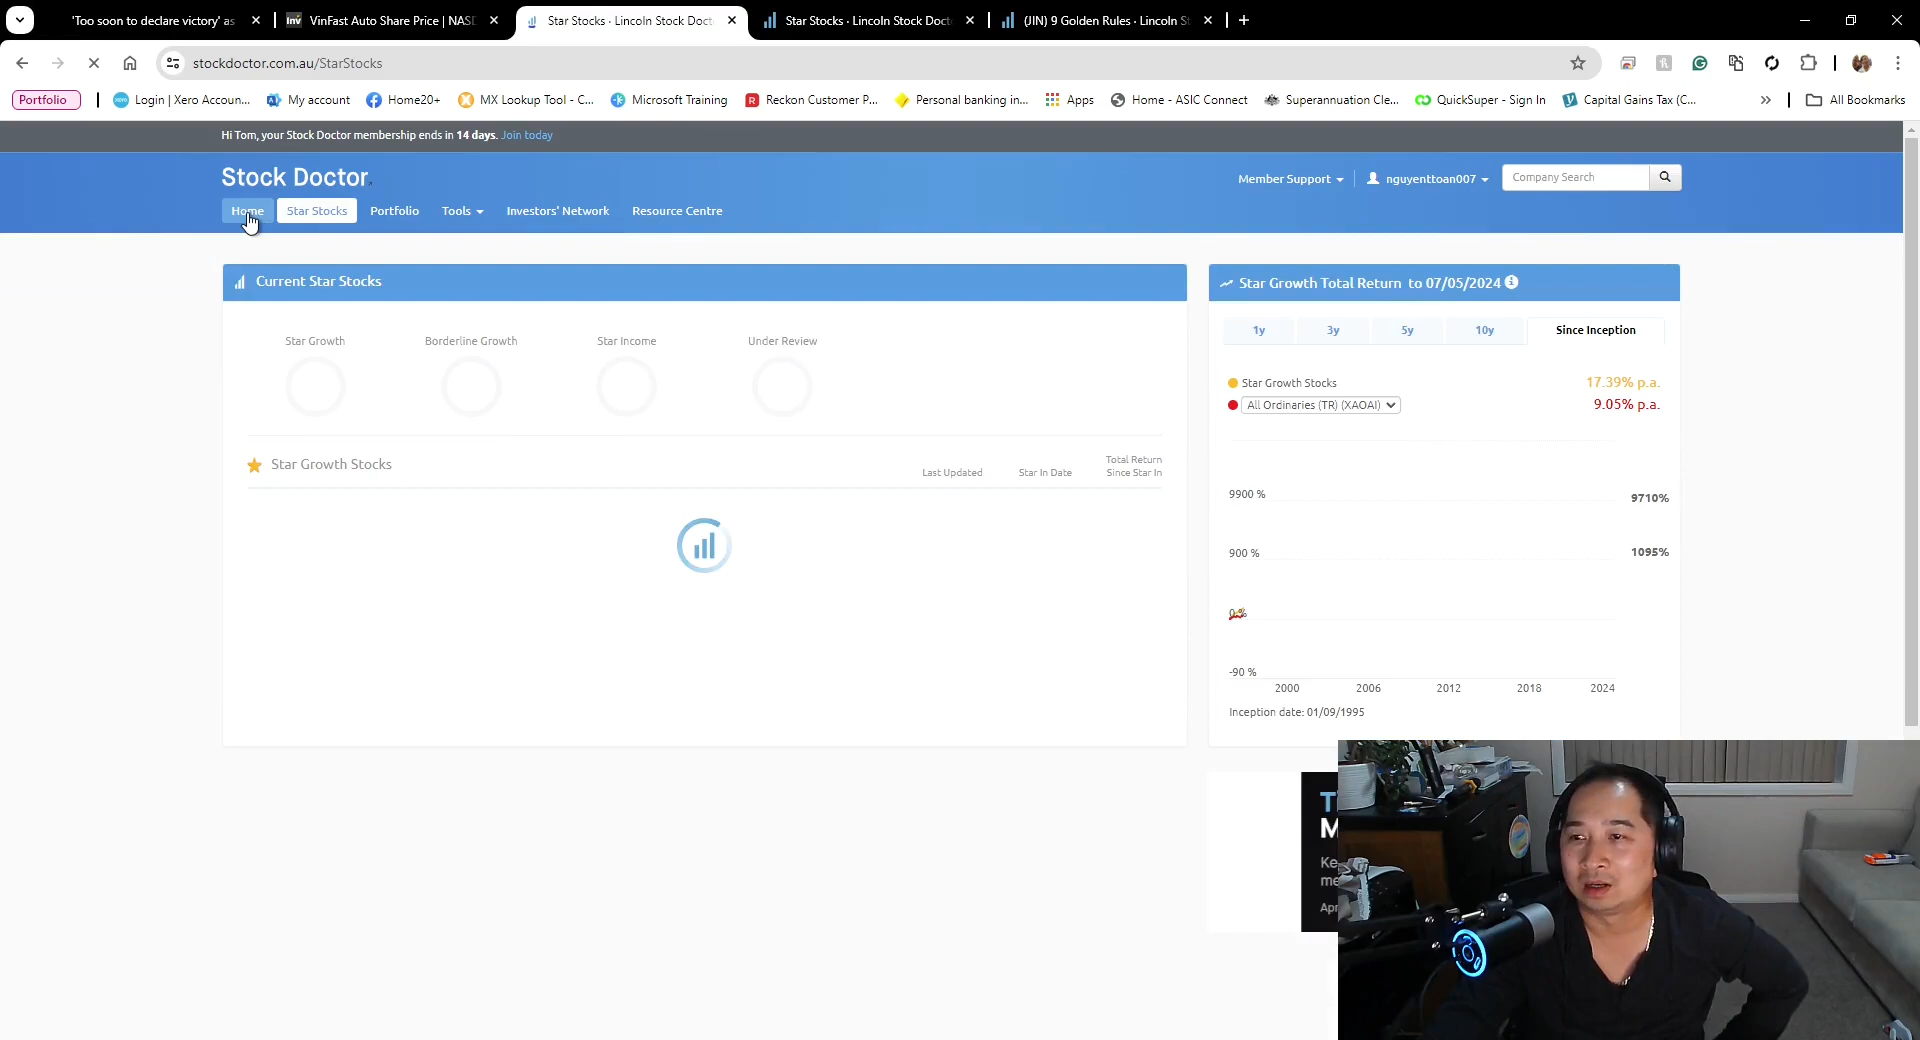 'Too soon to declare victory' as
VinFast Auto Share Price | NASD
Star Stocks · Lincoln Stock Docto
Star Stocks · Lincoln Stock Docto
(JIN) 9 Golden Rules · Lincoln St
stockdoctor.com.au/StarStocks
Portfolio
Login | Xero Accoun...
My account
Home20+
MX Lookup Tool - C...
Microsoft Training
Reckon Customer P...
Personal banking in...
Apps
Home - ASIC Connect
Superannuation Cle...
QuickSuper - Sign In
Capital Gains Tax (C...
All Bookmarks
Hi Tom, your Stock Doctor membership ends in 14 days. Join today
Stock Doctor
Member Support
nguyenttoan007
Company Search
Home
Star Stocks
Portfolio
Tools
Investors' Network
Resource Centre
Current Star Stocks
Star Growth
Borderline Growth
Star Income
Under Review
Star Growth Stocks
Last Updated
Star In Date
Total Return
Since Star In
Star Growth Total Return to 07/05/2024
1y
3y
5y
10y
Since Inception
Star Growth Stocks
17.39% p.a.
All Ordinaries (TR) (XAOAI)
9.05% p.a.
9900 %
9710%
900 %
1095%
0 %
-90 %
2000
2006
2012
2018
2024
Inception date: 01/09/1995